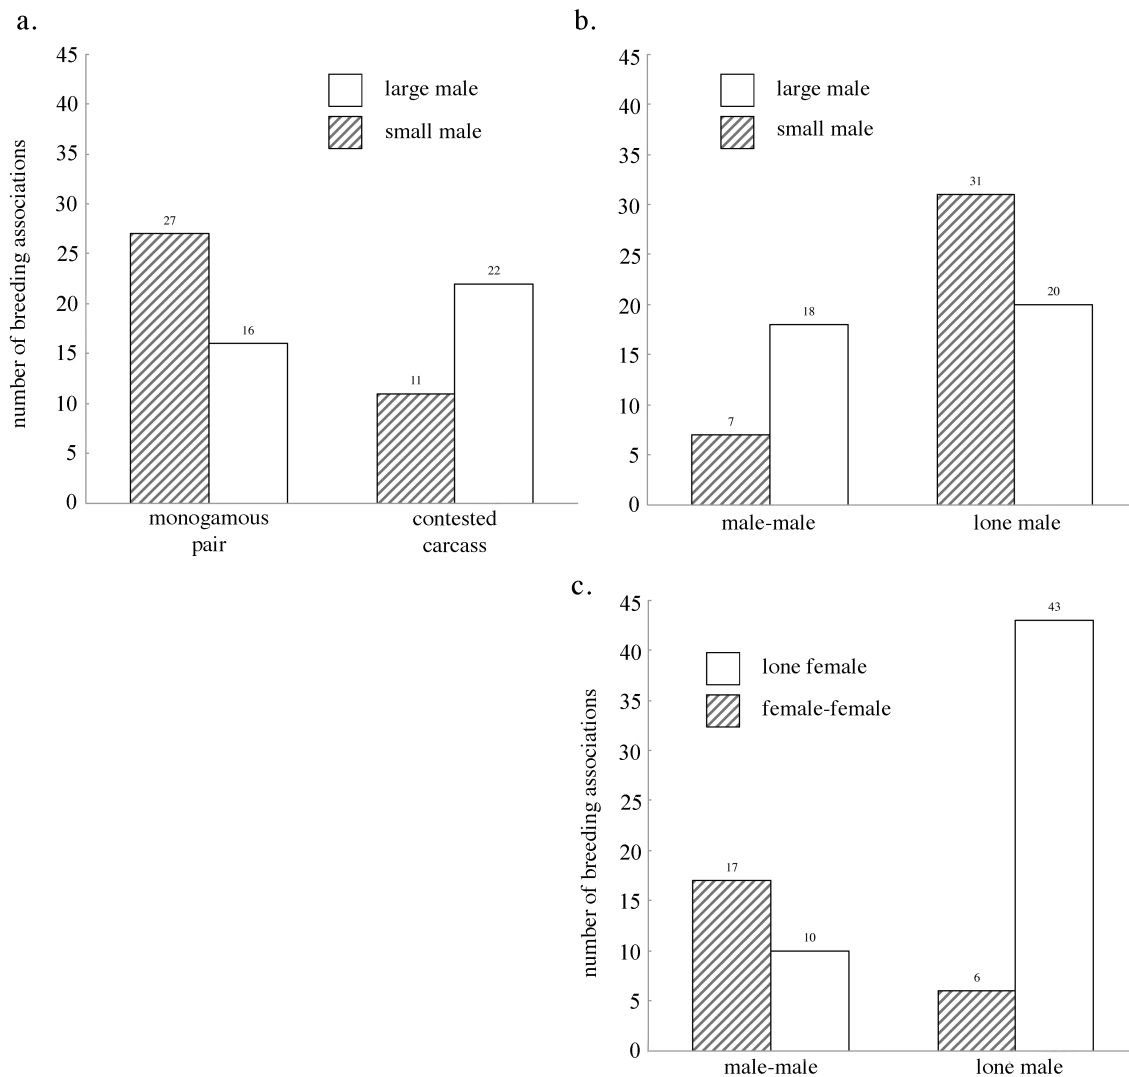 a.
number of breeding associations
45
40
35
30
25
20
15
10
5
0
large male
small male
27
16
11
22
monogamous
pair
contested
carcass
b.
45
40
35
30
25
20
15
10
5
0
large male
small male
7
18
31
20
male-male
lone male
c.
number of breeding associations
45
40
35
30
25
20
15
10
5
0
lone female
female-female
17
10
6
43
male-male
lone male